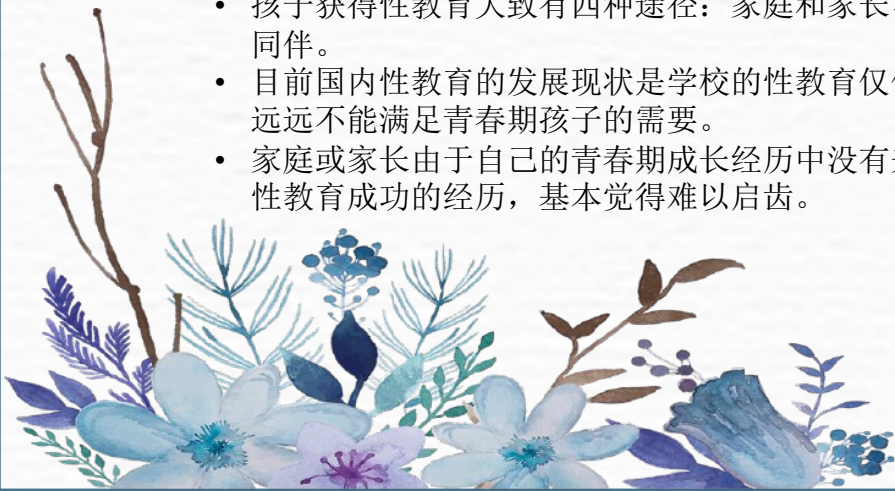 • 孩子获得性教育大致有四种途径：家庭和家长
同伴。
• 目前国内性教育的发展现状是学校的性教育仅
远远不能满足青春期孩子的需要。
• 家庭或家长由于自己的青春期成长经历中没有
性教育成功的经历，基本觉得难以启齿。